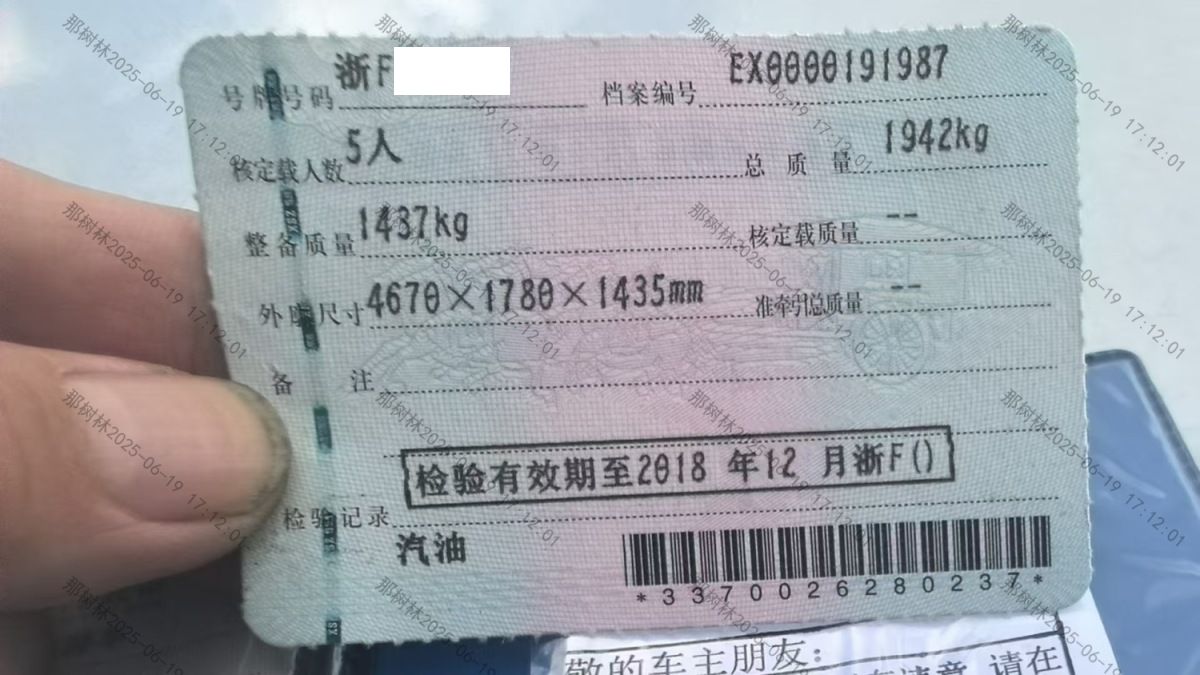 号牌号码 浙F 档案编号 EX0000191987
核定载人数 5人 总质量 1942kg
整备质量 1437kg 核定载质量 --
外廓尺寸 4670×1780×1435mm 准牵引总质量 --
备注
检验有效期至2018 年12 月浙F()
检验记录
汽油
*3370026280237*
敬的车主朋友：
请在
那树林2025-06-19 17:12:01